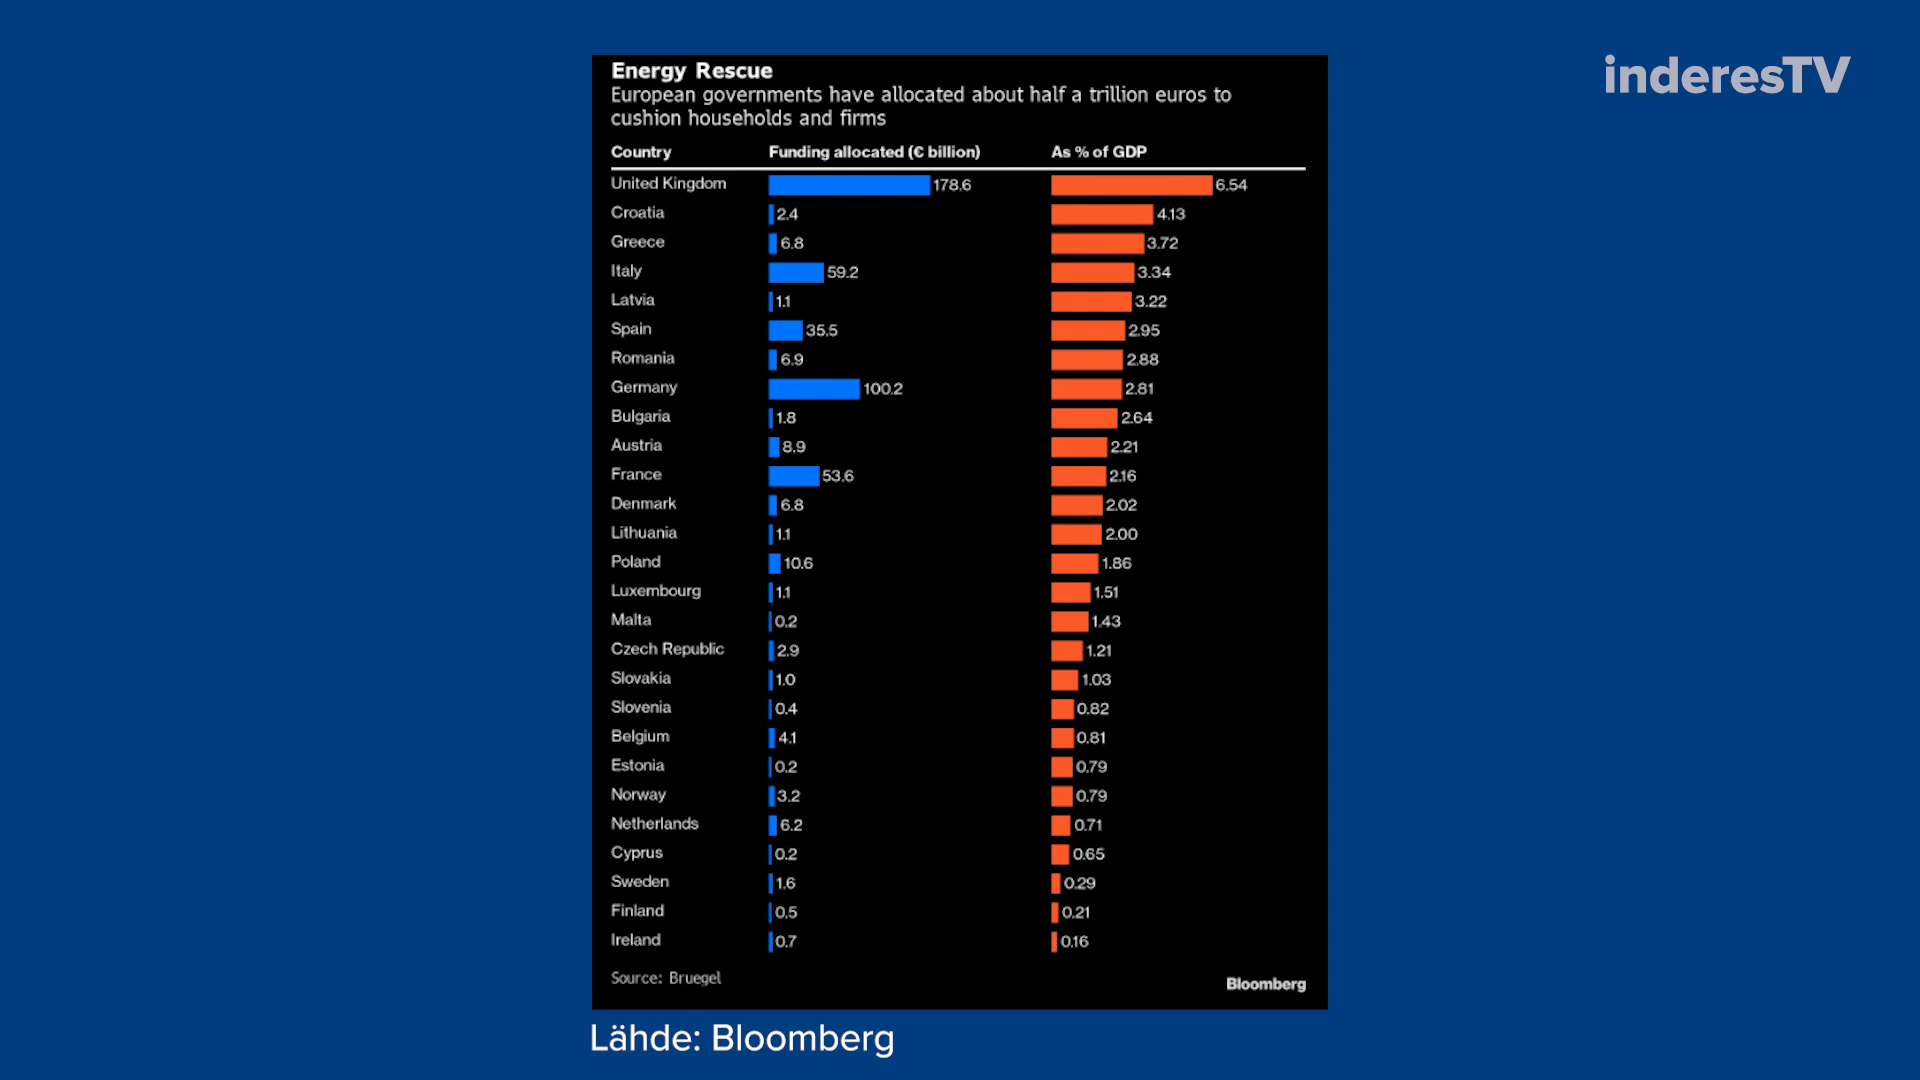 inderesTV
Energy Rescue
European governments have allocated about half a trillion euros to
cushion households and firms
Country Funding allocated (€ billion) As % of GDP
United Kingdom 178.6 6.54
Croatia 2.4 4.13
Greece 6.8 3.72
Italy 59.2 3.34
Latvia 1.1 3.22
Spain 35.5 2.95
Romania 6.9 2.88
Germany 100.2 2.81
Bulgaria 1.8 2.64
Austria 8.9 2.21
France 53.6 2.16
Denmark 6.8 2.02
Lithuania 1.1 2.00
Poland 10.6 1.86
Luxembourg 1.1 1.51
Malta 0.2 1.43
Czech Republic 2.9 1.21
Slovakia 1.0 1.03
Slovenia 0.4 0.82
Belgium 4.1 0.81
Estonia 0.2 0.79
Norway 3.2 0.79
Netherlands 6.2 0.71
Cyprus 0.2 0.65
Sweden 1.6 0.29
Finland 0.5 0.21
Ireland 0.7 0.16
Source: Bruegel
Bloomberg
Lähde: Bloomberg